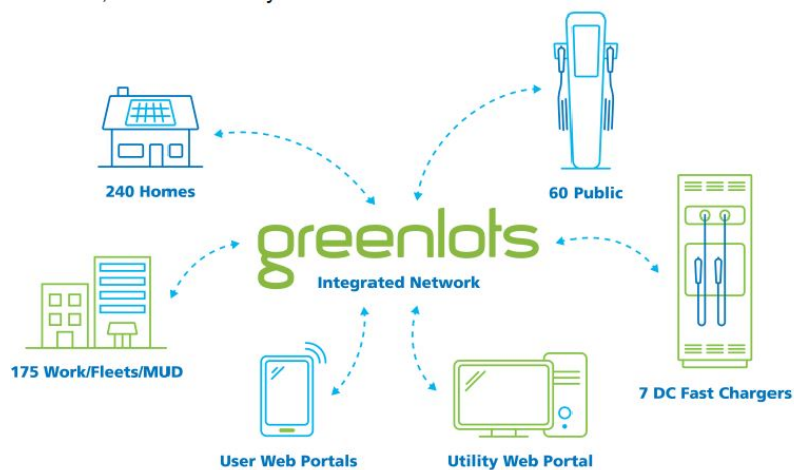 240 Homes
60 Public
greenlots
Integrated Network
175 Work/Fleets/MUD
7 DC Fast Chargers
User Web Portals
Utility Web Portal